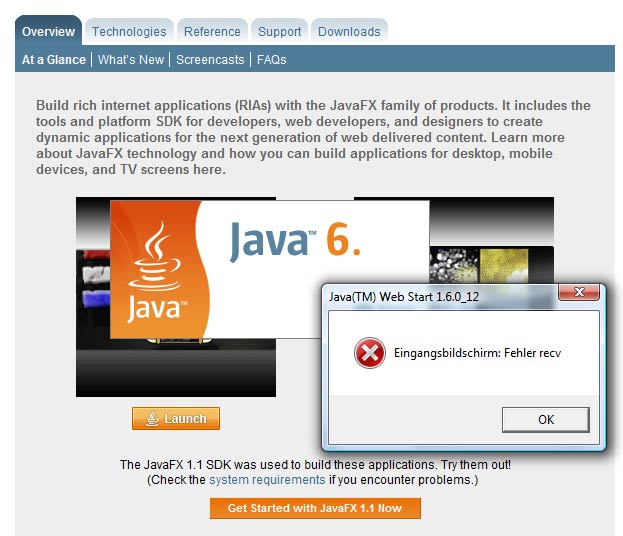 Overview Technologies Reference Support Downloads
At a Glance | What's New | Screencasts | FAQs
Build rich internet applications (RIAs) with the JavaFX family of products. It includes the
tools and platform SDK for developers, web developers, and designers to create
dynamic applications for the next generation of web delivered content. Learn more
about JavaFX technology and how you can build applications for desktop, mobile
devices, and TV screens here.
Java™ 6.
Java™
Java(TM) Web Start 1.6.0_12
Eingangsbildschirm: Fehler recv
OK
Launch
The JavaFX 1.1 SDK was used to build these applications. Try them out!
(Check the system requirements if you encounter problems.)
Get Started with JavaFX 1.1 Now